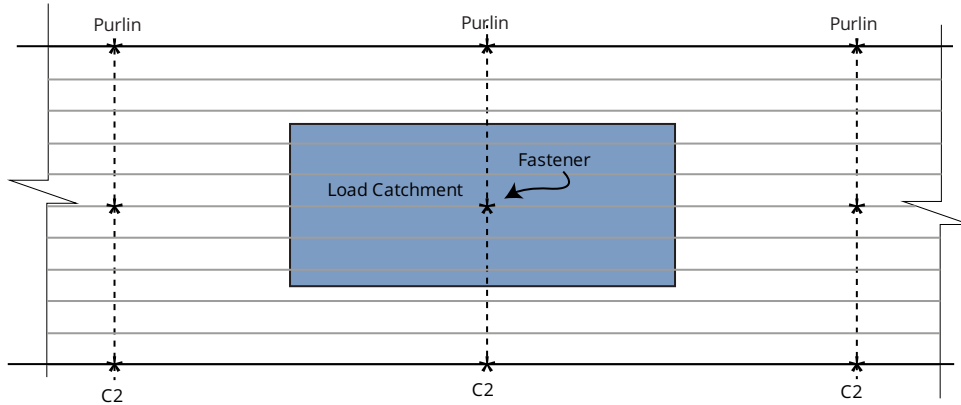 Purlin
Purlin
Purlin
Fastener
Load Catchment
C2
C2
C2